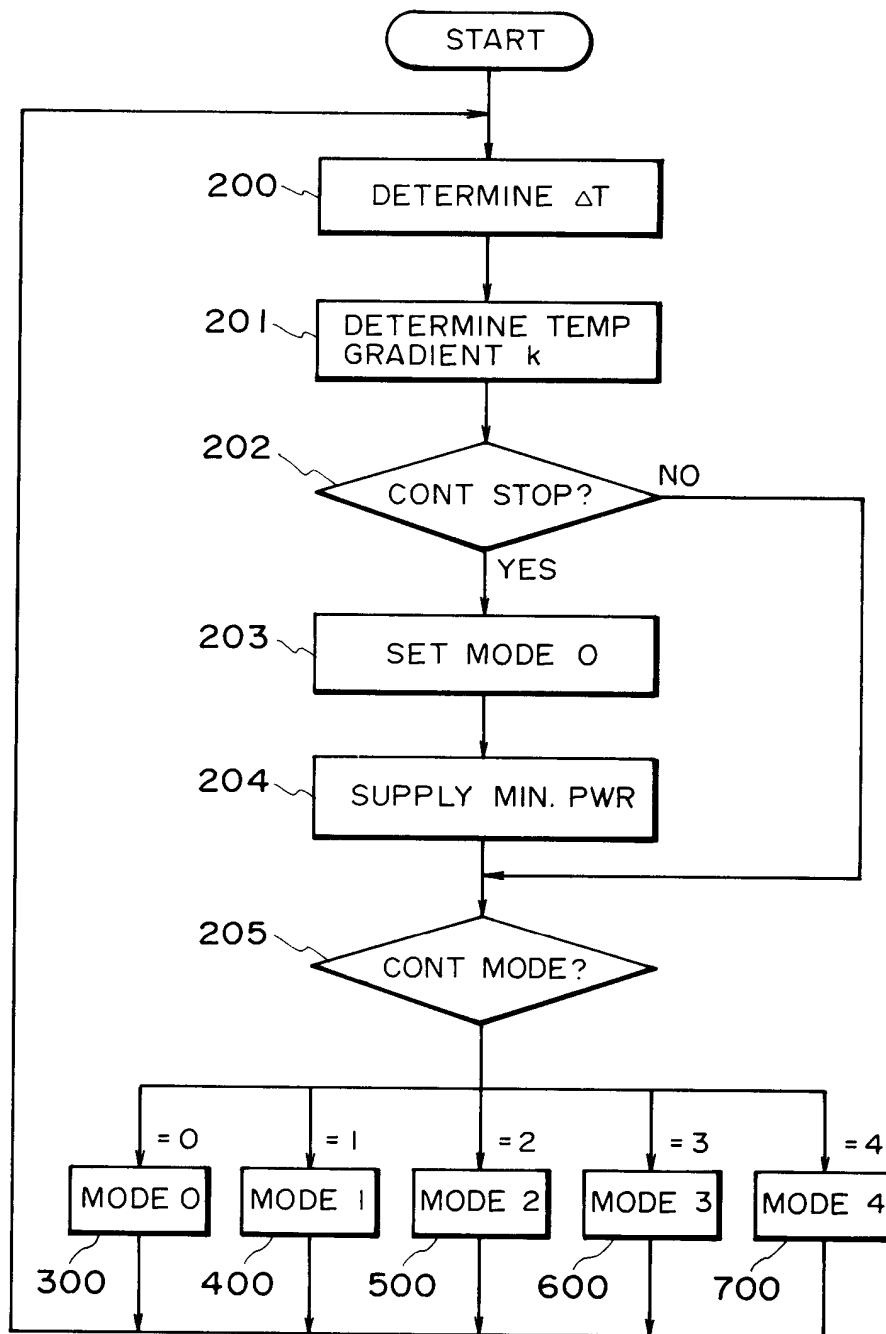 START
200
DETERMINE △T
201
DETERMINE TEMP
GRADIENT k
202
CONT STOP?
NO
YES
203
SET MODE 0
204
SUPPLY MIN. PWR
205
CONT MODE?
=0
=1
=2
=3
=4
MODE 0
MODE 1
MODE 2
MODE 3
MODE 4
300
400
500
600
700